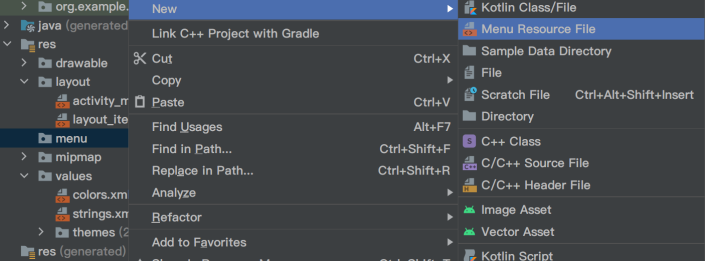 org.example.
java (generated)
res
drawable
layout
activity_m
layout_ite
menu
mipmap
values
colors.xm
strings.xm
themes (2
res (generated)
New
Link C++ Project with Gradle
Cut Ctrl+X
Copy
Paste Ctrl+V
Find Usages Alt+F7
Find in Path... Ctrl+Shift+F
Replace in Path... Ctrl+Shift+R
Analyze
Refactor
Add to Favorites
Kotlin Class/File
Menu Resource File
Sample Data Directory
File
Scratch File Ctrl+Alt+Shift+Insert
Directory
C++ Class
C/C++ Source File
C/C++ Header File
Image Asset
Vector Asset
Kotlin Script